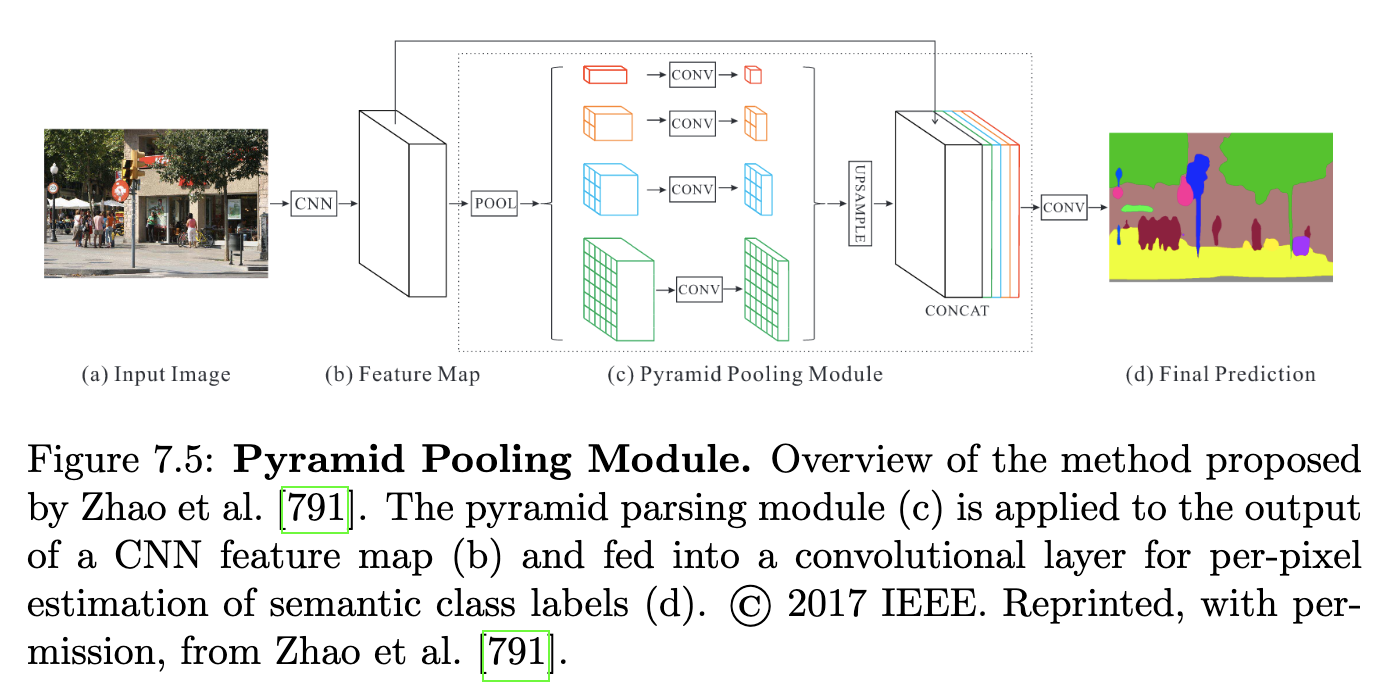 CONV
CONV
CONV
CONV
CNN
POOL
UPSAMPLE
CONV
CONCAT
(a) Input Image
(b) Feature Map
(c) Pyramid Pooling Module
(d) Final Prediction
Figure 7.5: Pyramid Pooling Module. Overview of the method proposed
by Zhao et al. [791]. The pyramid parsing module (c) is applied to the output
of a CNN feature map (b) and fed into a convolutional layer for per-pixel
estimation of semantic class labels (d). © 2017 IEEE. Reprinted, with per-
mission, from Zhao et al. [791].